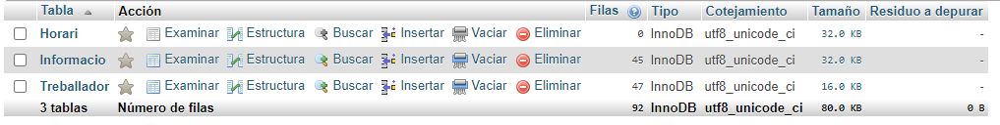 Tabla Acción Filas Tipo Cotejamiento Tamaño Residuo a depurar
Horari Examinar Estructura Buscar Insertar Vaciar Eliminar 0 InnoDB utf8_unicode_ci 32.0 KB -
Informacio Examinar Estructura Buscar Insertar Vaciar Eliminar 45 InnoDB utf8_unicode_ci 32.0 KB -
Treballador Examinar Estructura Buscar Insertar Vaciar Eliminar 47 InnoDB utf8_unicode_ci 16.0 KB -
3 tablas Número de filas 92 InnoDB utf8_unicode_ci 80.0 KB 0 B